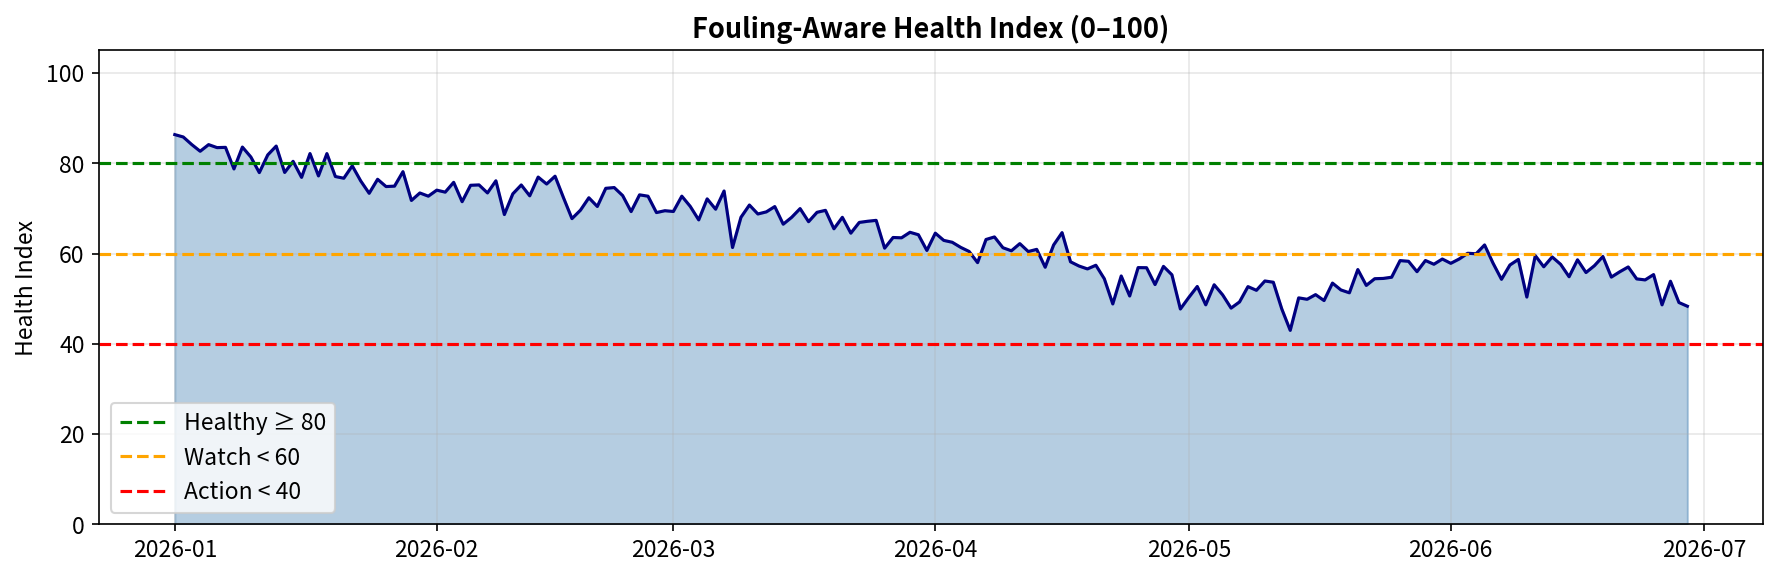 Fouling-Aware Health Index (0–100)
Health Index
100
80
60
40
20
0
Healthy ≥ 80
Watch < 60
Action < 40
2026-01 2026-02 2026-03 2026-04 2026-05 2026-06 2026-07